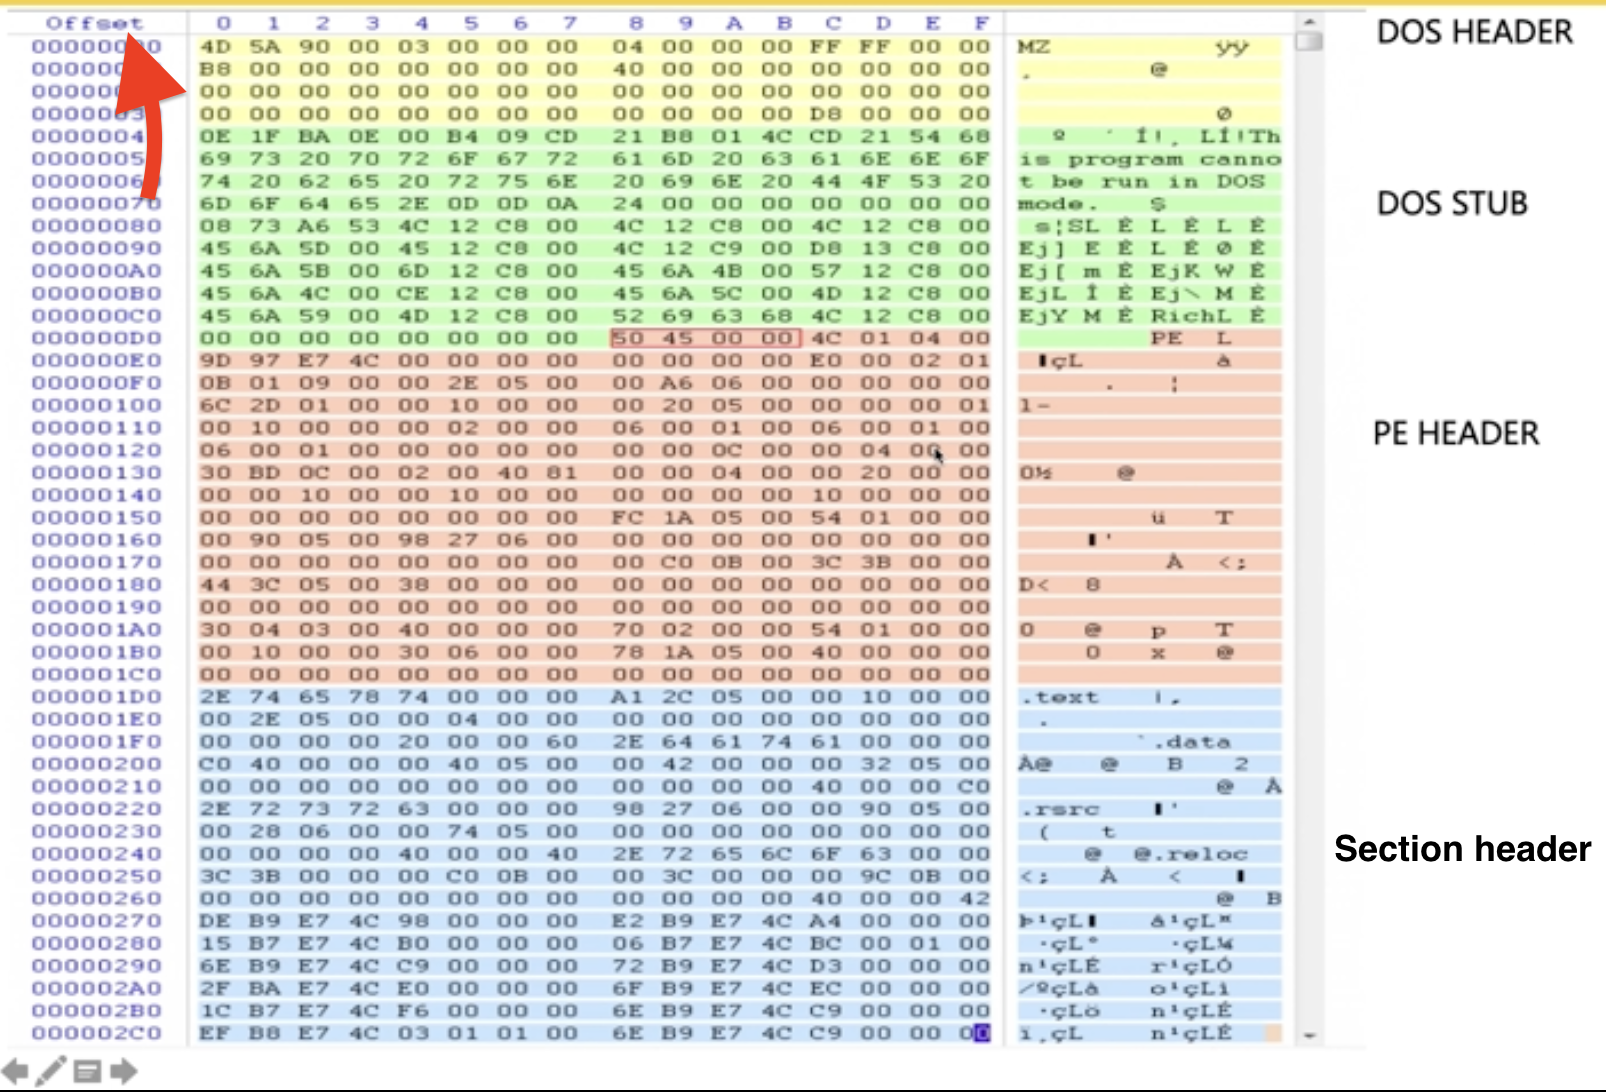 Offset 0 1 2 3 4 5 6 7 8 9 A B C D E F
DOS HEADER
00000000 4D 5A 90 00 03 00 00 00 04 00 00 00 FF FF 00 00 MZ ÿÿ
000000 B8 00 00 00 00 00 00 00 40 00 00 00 00 00 00 00 ¸ @
00 00 00 00 00 00 00 00 00 00 00 00 00 00 00 00
00 00 00 00 00 00 00 00 00 00 00 00 D8 00 00 00 Ø
0000004 0E 1F BA 0E 00 B4 09 CD 21 B8 01 4C CD 21 54 68 º ´ Í!¸ LÍ!Th
0000005 69 73 20 70 72 6F 67 72 61 6D 20 63 61 6E 6E 6F is program canno
00000060 74 20 62 65 20 72 75 6E 20 69 6E 20 44 4F 53 20 t be run in DOS
00000070 6D 6F 64 65 2E 0D 0D 0A 24 00 00 00 00 00 00 00 mode. $
DOS STUB
00000080 08 73 A6 53 4C 12 C8 00 4C 12 C8 00 4C 12 C8 00 s¦SL È L È L È
00000090 45 6A 5D 00 45 12 C8 00 4C 12 C9 00 D8 13 C8 00 Ej] E È L É Ø È
000000A0 45 6A 5B 00 6D 12 C8 00 45 6A 4B 00 57 12 C8 00 Ej[ m È EjK W È
000000B0 45 6A 4C 00 CE 12 C8 00 45 6A 5C 00 4D 12 C8 00 EjL Î È Ej\ M È
000000C0 45 6A 59 00 4D 12 C8 00 52 69 63 68 4C 12 C8 00 EjY M È RichL È
000000D0 00 00 00 00 00 00 00 00 50 45 00 00 4C 01 04 00 PE L
000000E0 9D 97 E7 4C 00 00 00 00 00 00 00 00 E0 00 02 01 çL à
000000F0 0B 01 09 00 00 2E 05 00 00 A6 06 00 00 00 00 00 . ¦
00000100 6C 2D 01 00 00 10 00 00 00 20 05 00 00 00 00 01 l-
00000110 00 10 00 00 00 02 00 00 06 00 01 00 06 00 01 00
PE HEADER
00000120 06 00 01 00 00 00 00 00 00 00 0C 00 00 04 00 00
00000130 30 BD 0C 00 02 00 40 81 00 00 04 00 00 20 00 00 0½ @
00000140 00 00 10 00 00 10 00 00 00 00 00 00 10 00 00 00
00000150 00 00 00 00 00 00 00 00 FC 1A 05 00 54 01 00 00 ü T
00000160 00 90 05 00 98 27 06 00 00 00 00 00 00 00 00 00 '
00000170 00 00 00 00 00 00 00 00 00 C0 0B 00 3C 3B 00 00 À <;
00000180 44 3C 05 00 38 00 00 00 00 00 00 00 00 00 00 00 D< 8
00000190 00 00 00 00 00 00 00 00 00 00 00 00 00 00 00 00
000001A0 30 04 03 00 40 00 00 00 70 02 00 00 54 01 00 00 0 @ p T
000001B0 00 10 00 00 00 30 06 00 00 78 1A 05 00 40 00 00 00 0 x @
000001C0 00 00 00 00 00 00 00 00 00 00 00 00 00 00 00 00
000001D0 2E 74 65 78 74 00 00 00 A1 2C 05 00 00 10 00 00 .text ¡,
000001E0 00 2E 05 00 00 04 00 00 00 00 00 00 00 00 00 00 .
000001F0 00 00 00 00 20 00 00 60 2E 64 61 74 61 00 00 00 `.data
00000200 C0 40 00 00 00 40 05 00 00 42 00 00 00 32 05 00 À@ @ B 2
00000210 00 00 00 00 00 00 00 00 00 00 00 00 40 00 00 C0 @ À
00000220 2E 72 73 72 63 00 00 00 98 27 06 00 00 90 05 00 .rsrc '
00000230 00 28 06 00 00 74 05 00 00 00 00 00 00 00 00 00 ( t
Section header
00000240 00 00 00 00 40 00 00 40 2E 72 65 6C 6F 63 00 00 @ @.reloc
00000250 3C 3B 00 00 00 C0 0B 00 00 3C 00 00 00 9C 0B 00 <; À <
00000260 00 00 00 00 00 00 00 00 00 00 00 00 40 00 00 42 @ B
00000270 DE B9 E7 4C 98 00 00 00 E2 B9 E7 4C A4 00 00 00 Þ¹çL â¹çL¤
00000280 15 B7 E7 4C B0 00 00 00 06 B7 E7 4C BC 00 01 00 ·çL° ·çL¼
00000290 6E B9 E7 4C C9 00 00 00 72 B9 E7 4C D3 00 00 00 n¹çLÉ r¹çLÓ
000002A0 2F BA E7 4C E0 00 00 00 6F B9 E7 4C EC 00 00 00 /ºçLà o¹çLì
000002B0 1C B7 E7 4C F6 00 00 00 6E B9 E7 4C C9 00 00 00 ·çLö n¹çLÉ
000002C0 EF B8 E7 4C 03 01 01 00 6E B9 E7 4C C9 00 00 00 ï¸çL n¹çLÉ